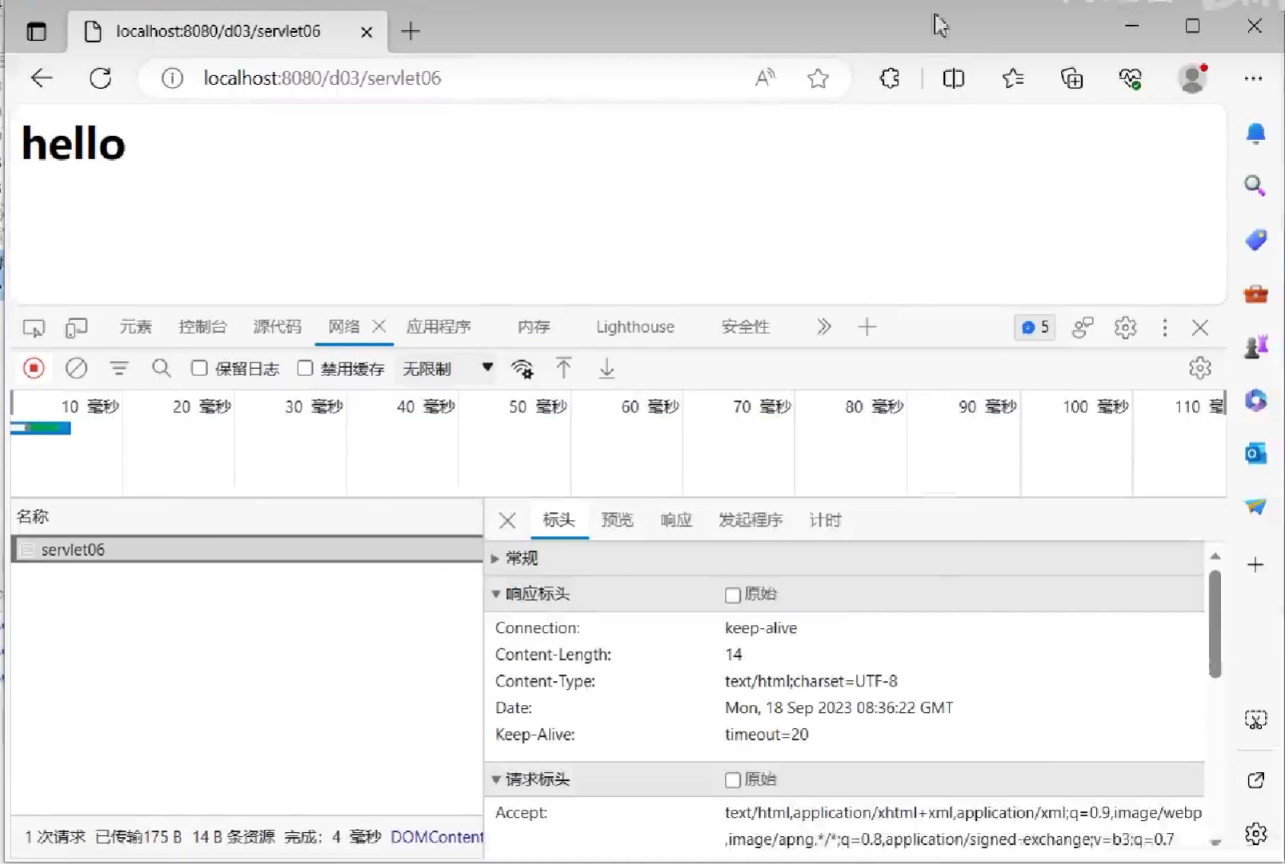 localhost:8080/d03/servlet06
localhost:8080/d03/servlet06
hello
元素 控制台 源代码 网络 应用程序 内存 Lighthouse 安全性 5
保留日志 禁用缓存 无限制
10 毫秒 20 毫秒 30 毫秒 40 毫秒 50 毫秒 60 毫秒 70 毫秒 80 毫秒 90 毫秒 100 毫秒 110 毫
名称
标头 预览 响应 发起程序 计时
servlet06
常规
响应标头 原始
Connection: keep-alive
Content-Length: 14
Content-Type: text/html;charset=UTF-8
Date: Mon, 18 Sep 2023 08:36:22 GMT
Keep-Alive: timeout=20
请求标头 原始
Accept: text/html,application/xhtml+xml,application/xml;q=0.9,image/webp
,image/apng,*/*;q=0.8,application/signed-exchange;v=b3;q=0.7
1 次请求 已传输175 B 14 B 条资源 完成: 4 毫秒 DOMContent